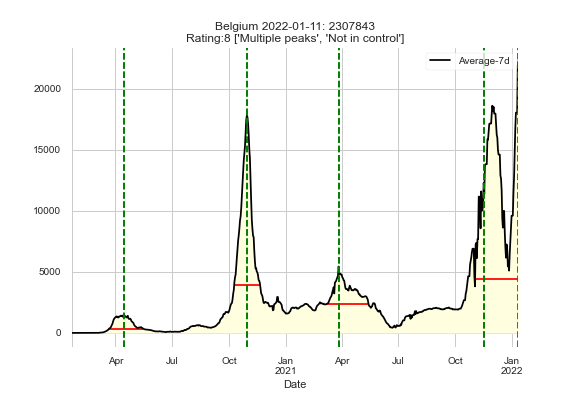 Belgium 2022-01-11: 2307843
Rating:8 ['Multiple peaks', 'Not in control']
Average-7d
20000
15000
10000
5000
0
Apr
Jul
Oct
Jan
2021
Apr
Jul
Oct
Jan
2022
Date